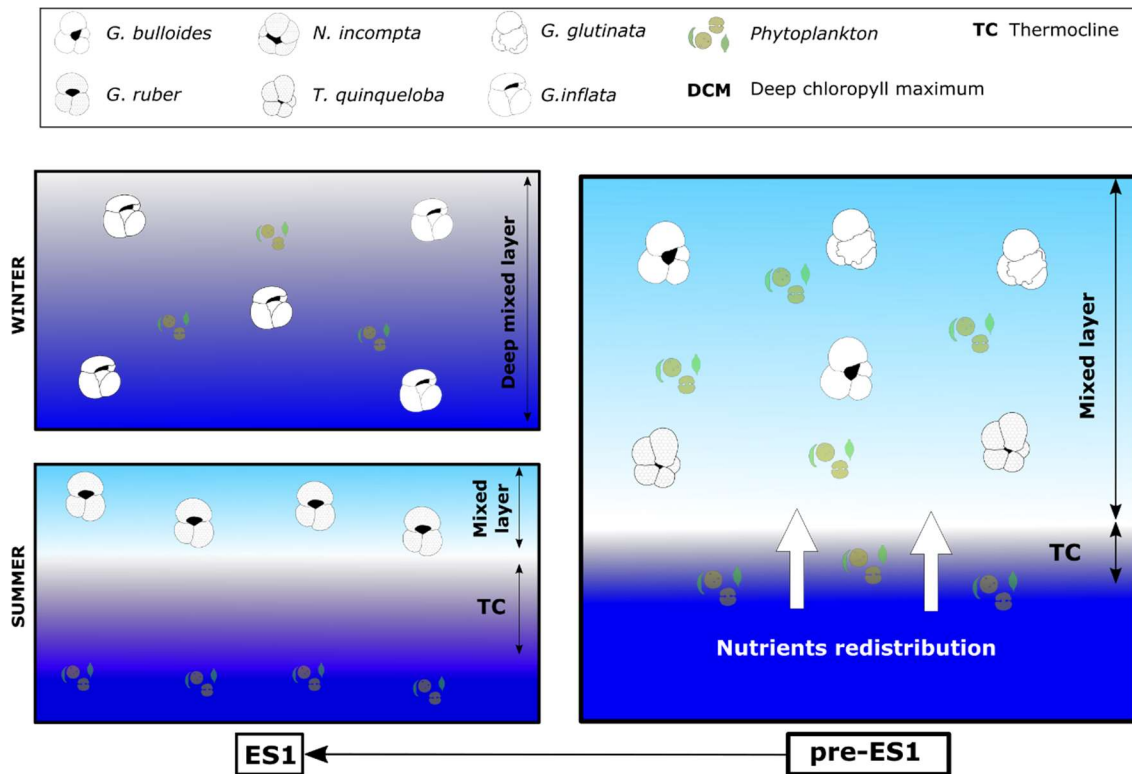 G. bulloides
N. incompta
G. glutinata
Phytoplankton
TC Thermocline
G. ruber
T. quinqueloba
G.inflata
DCM Deep chloropyll maximum
WINTER
Deep mixed layer
SUMMER
Mixed
layer
TC
Mixed layer
TC
Nutrients redistribution
ES1
pre-ES1